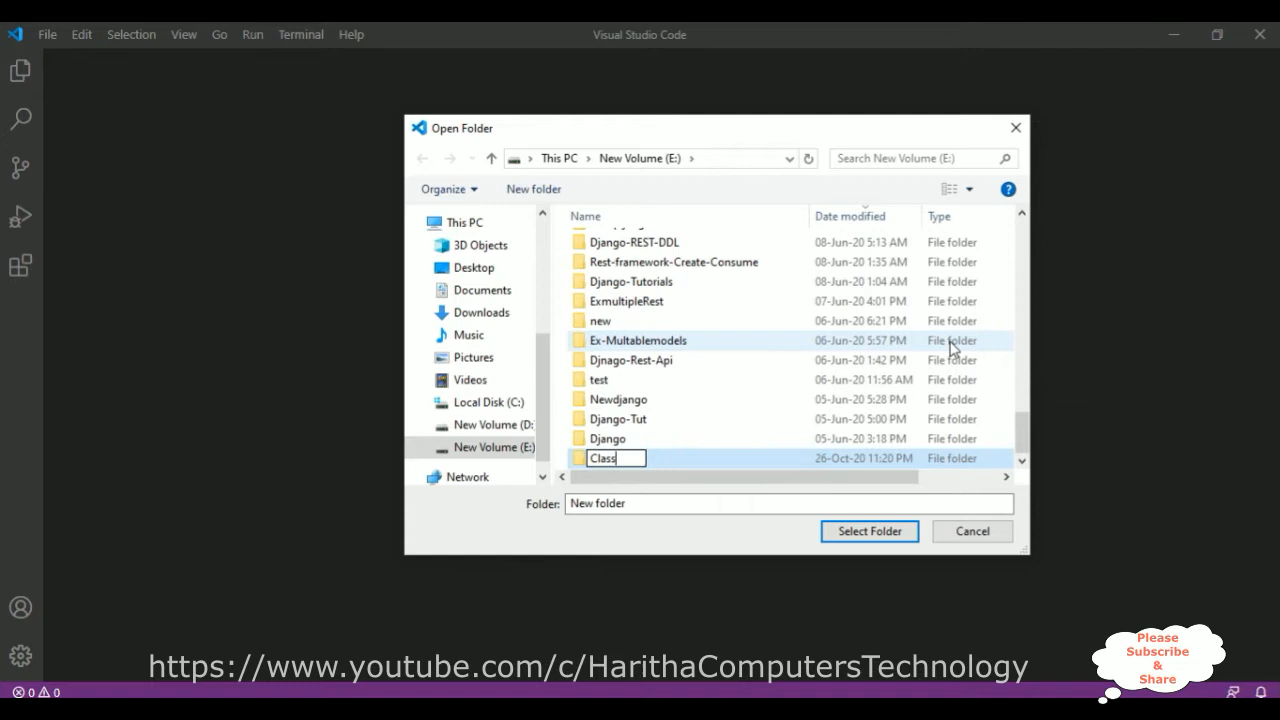 File Edit Selection View Go Run Terminal Help Visual Studio Code
Open Folder
This PC New Volume (E:) Search New Volume (E:)
Organize New folder
Name Date modified Type
This PC
3D Objects
Desktop
Documents
Downloads
Music
Pictures
Videos
Local Disk (C:)
New Volume (D:
New Volume (E:)
Network
Django-REST-DDL 08-Jun-20 5:13 AM File folder
Rest-framework-Create-Consume 08-Jun-20 1:35 AM File folder
Django-Tutorials 08-Jun-20 1:04 AM File folder
ExmultipleRest 07-Jun-20 4:01 PM File folder
new 06-Jun-20 6:21 PM File folder
Ex-Multablemodels 06-Jun-20 5:57 PM File folder
Djnago-Rest-Api 06-Jun-20 1:42 PM File folder
test 06-Jun-20 11:56 AM File folder
Newdjango 05-Jun-20 5:28 PM File folder
Django-Tut 05-Jun-20 5:00 PM File folder
Django 05-Jun-20 3:18 PM File folder
Class 26-Oct-20 11:20 PM File folder
Folder: New folder
Select Folder Cancel
https://www.youtube.com/c/HarithaComputersTechnology
Please
Subscribe
&
Share
0 0